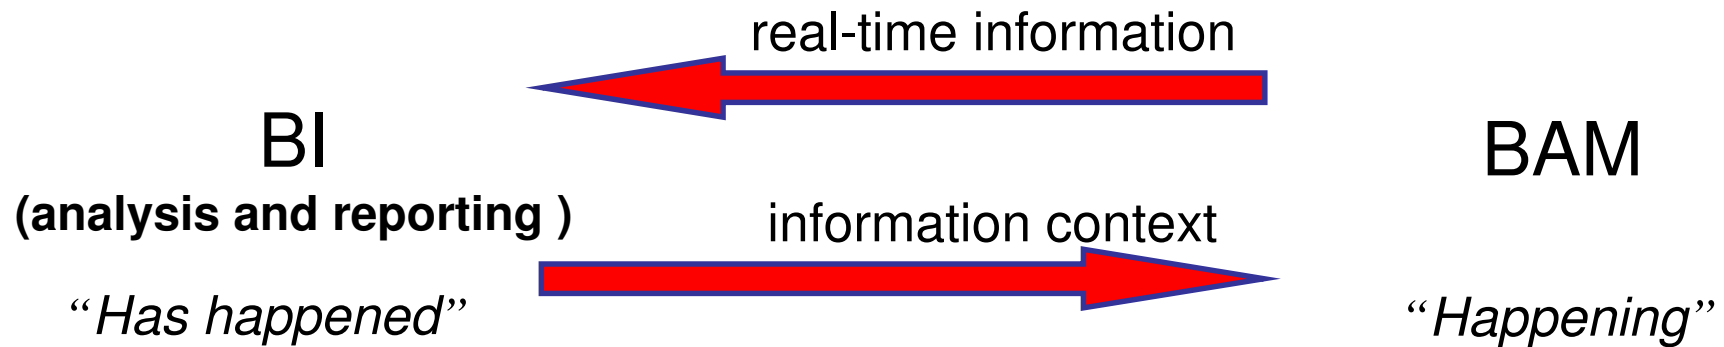 real-time information
BI
BAM
(analysis and reporting )
information context
“Has happened”
“Happening”